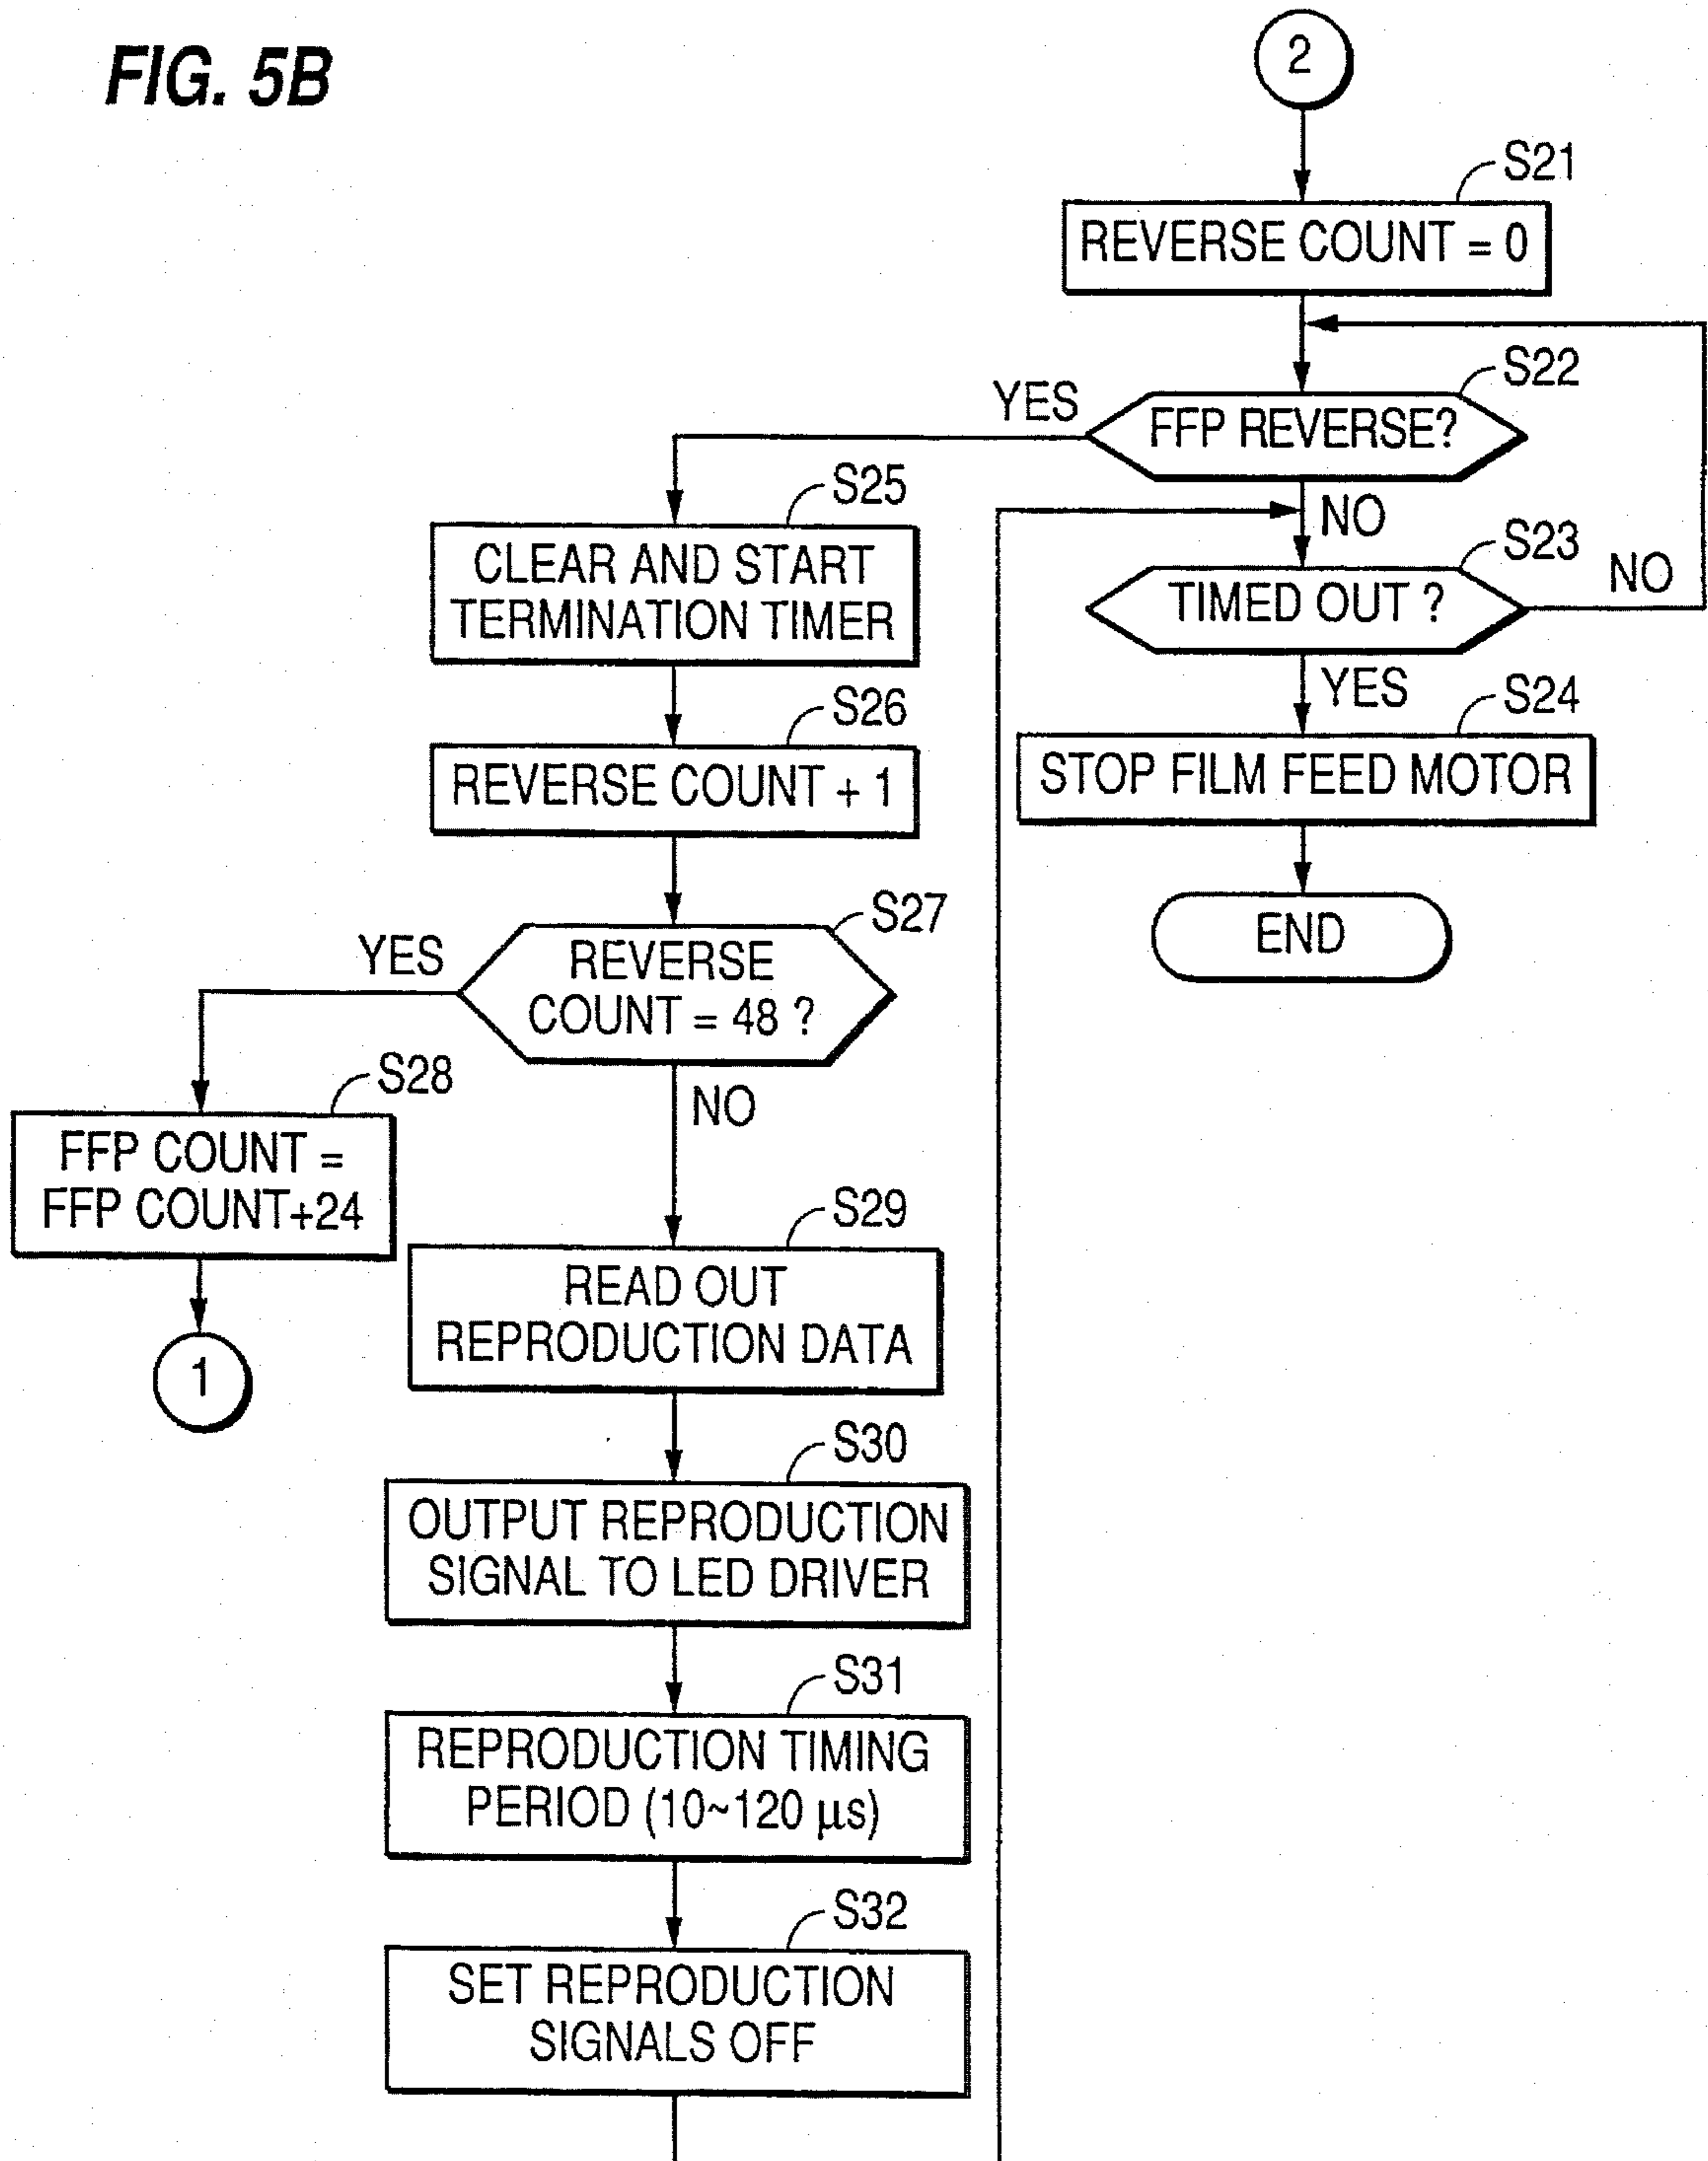 FIG. 5B
2
S21
REVERSE COUNT = 0
S22
YES
FFP REVERSE?
NO
S23
TIMED OUT ?
NO
YES
S24
STOP FILM FEED MOTOR
END
S25
CLEAR AND START
TERMINATION TIMER
S26
REVERSE COUNT + 1
S27
YES
REVERSE
COUNT = 48 ?
NO
S28
FFP COUNT =
FFP COUNT+24
1
S29
READ OUT
REPRODUCTION DATA
S30
OUTPUT REPRODUCTION
SIGNAL TO LED DRIVER
S31
REPRODUCTION TIMING
PERIOD (10~120 µs)
S32
SET REPRODUCTION
SIGNALS OFF